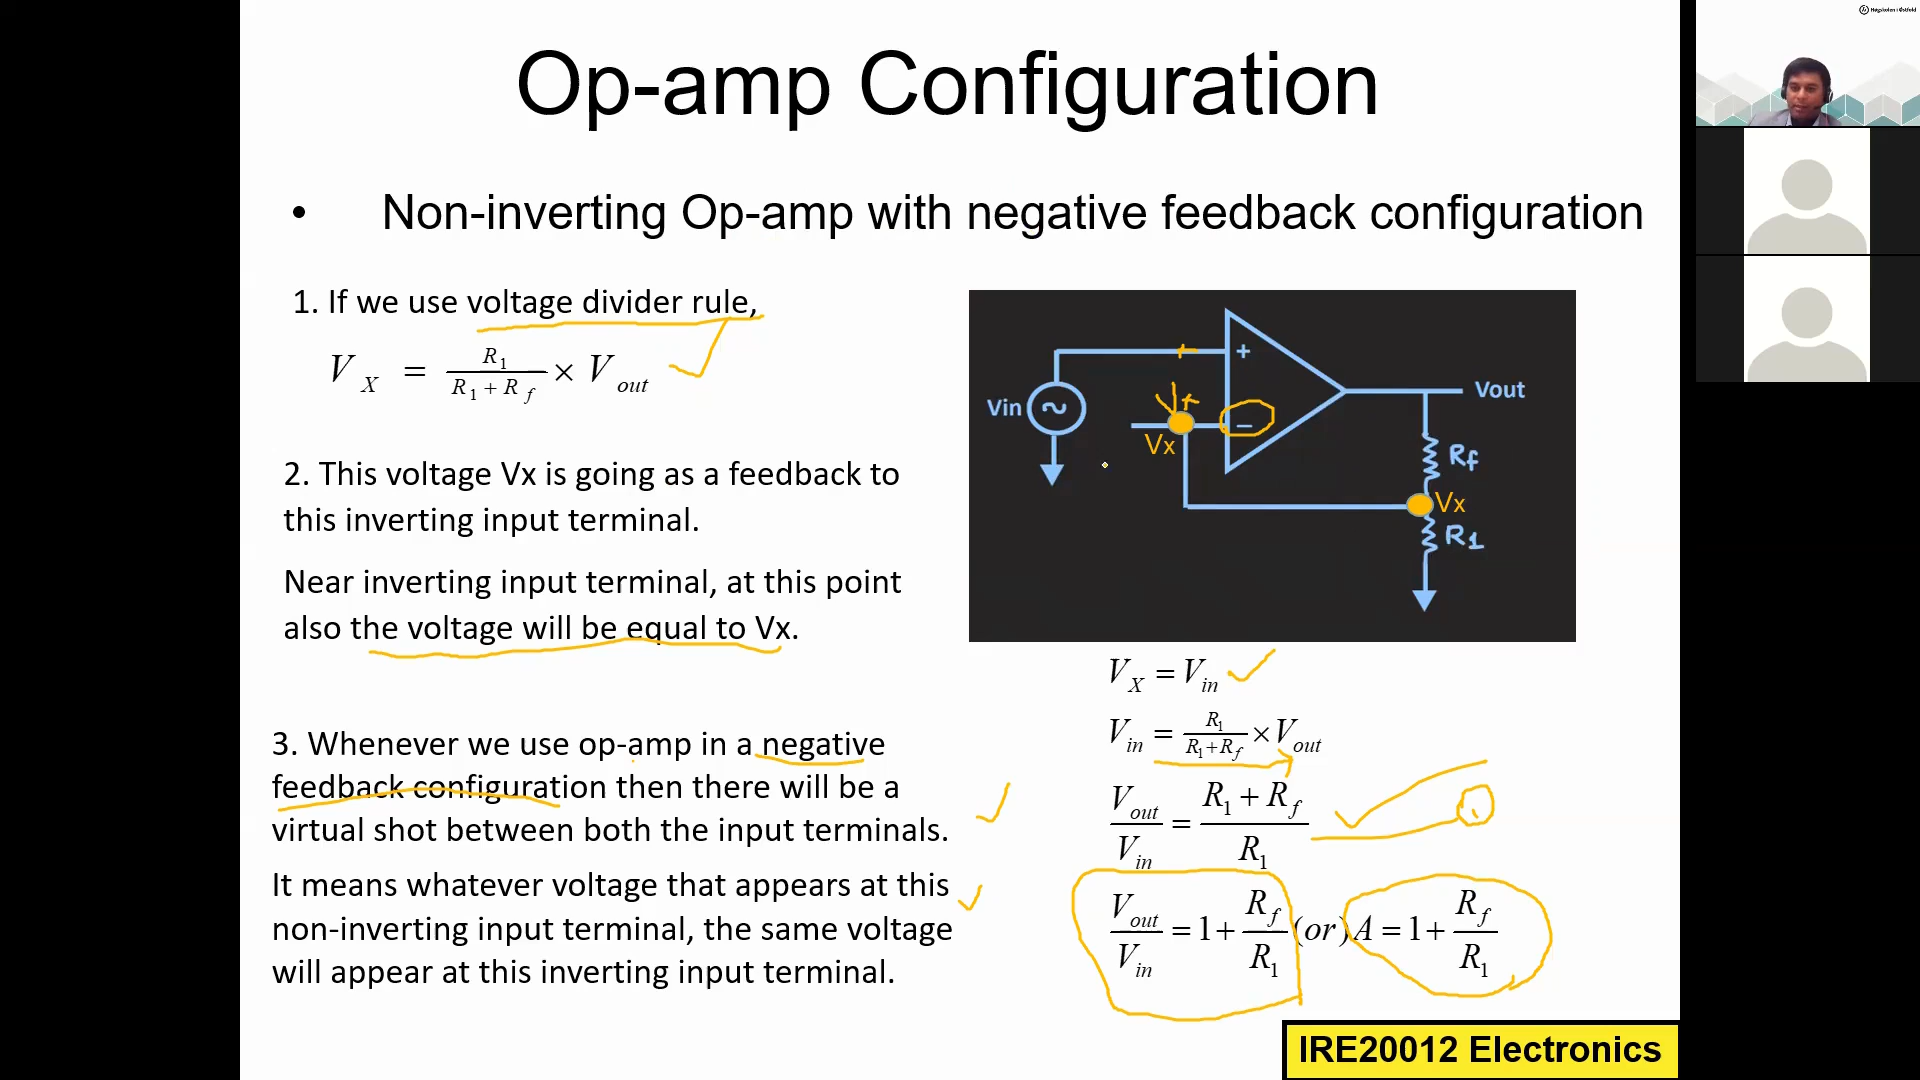 Høgskolen i Østfold
Op-amp Configuration
• Non-inverting Op-amp with negative feedback configuration
1. If we use voltage divider rule,
V_X = R_1 / (R_1 + R_f) × V_out
2. This voltage Vx is going as a feedback to
this inverting input terminal.
Near inverting input terminal, at this point
also the voltage will be equal to Vx.
3. Whenever we use op-amp in a negative
feedback configuration then there will be a
virtual shot between both the input terminals.
It means whatever voltage that appears at this
non-inverting input terminal, the same voltage
will appear at this inverting input terminal.
+
Vin
Vx
−
Vout
Rf
Vx
R1
V_X = V_in
V_in = R_1 / (R_1+R_f) × V_out
V_out / V_in = (R_1 + R_f) / R_1
V_out / V_in = 1 + R_f / R_1 (or) A = 1 + R_f / R_1
IRE20012 Electronics